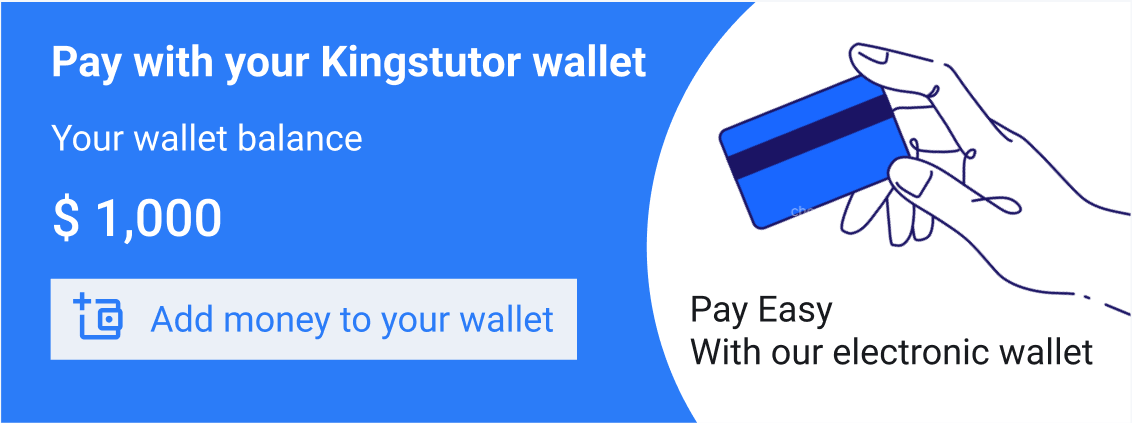 Pay with your Kingstutor wallet
Your wallet balance
$ 1,000
Add money to your wallet
Pay Easy
With our electronic wallet